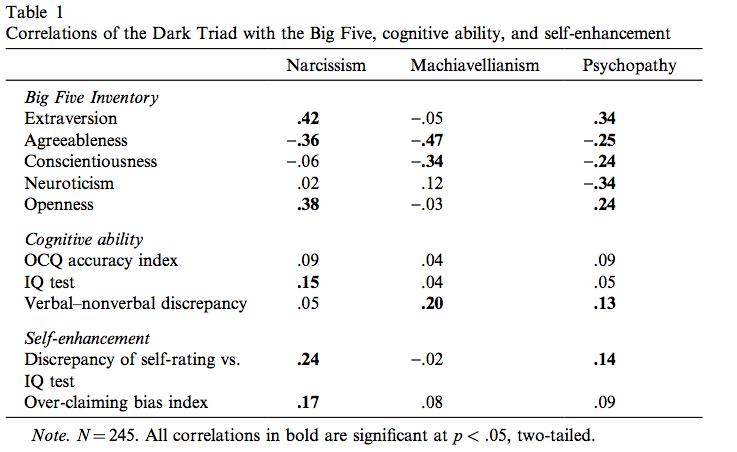 Table 1
Correlations of the Dark Triad with the Big Five, cognitive ability, and self-enhancement
Narcissism Machiavellianism Psychopathy
Big Five Inventory
Extraversion .42 −.05 .34
Agreeableness −.36 −.47 −.25
Conscientiousness −.06 −.34 −.24
Neuroticism .02 .12 −.34
Openness .38 −.03 .24
Cognitive ability
OCQ accuracy index .09 .04 .09
IQ test .15 .04 .05
Verbal–nonverbal discrepancy .05 .20 .13
Self-enhancement
Discrepancy of self-rating vs. .24 −.02 .14
IQ test
Over-claiming bias index .17 .08 .09
Note. N = 245. All correlations in bold are significant at p < .05, two-tailed.